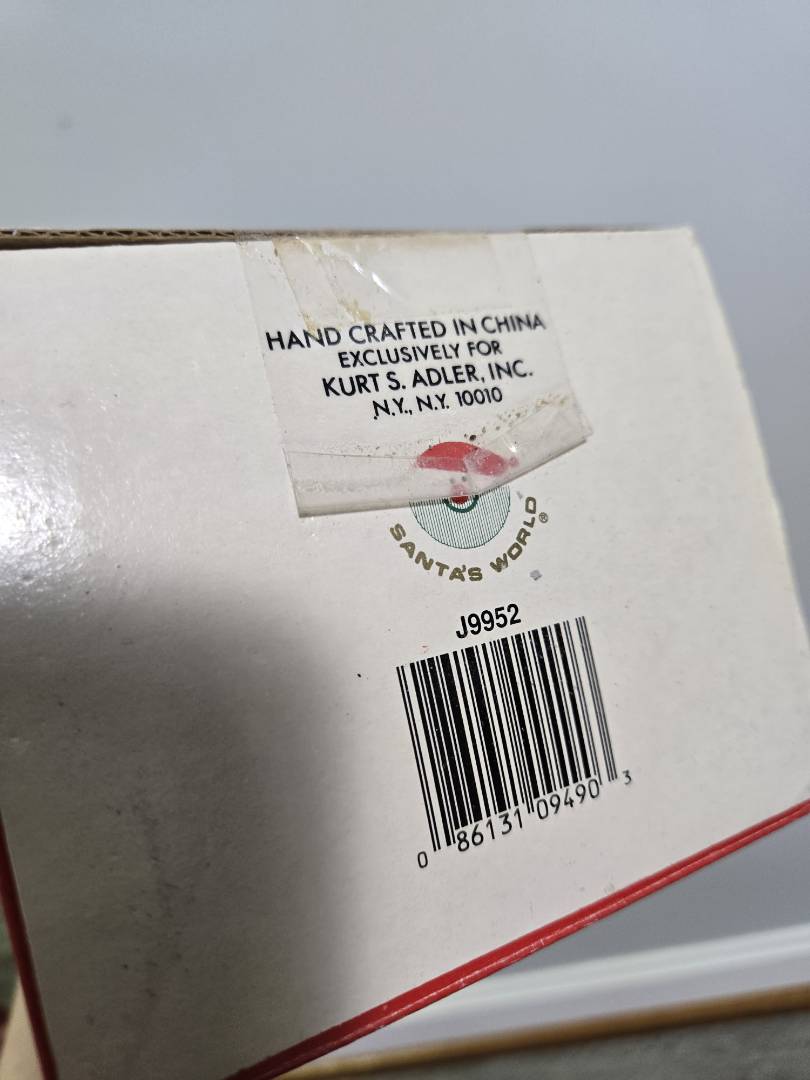 HAND CRAFTED IN CHINA
EXCLUSIVELY FOR
KURT S. ADLER, INC.
N.Y., N.Y. 10010
SANTA'S WORLD®
J9952
0 86131 09490 3